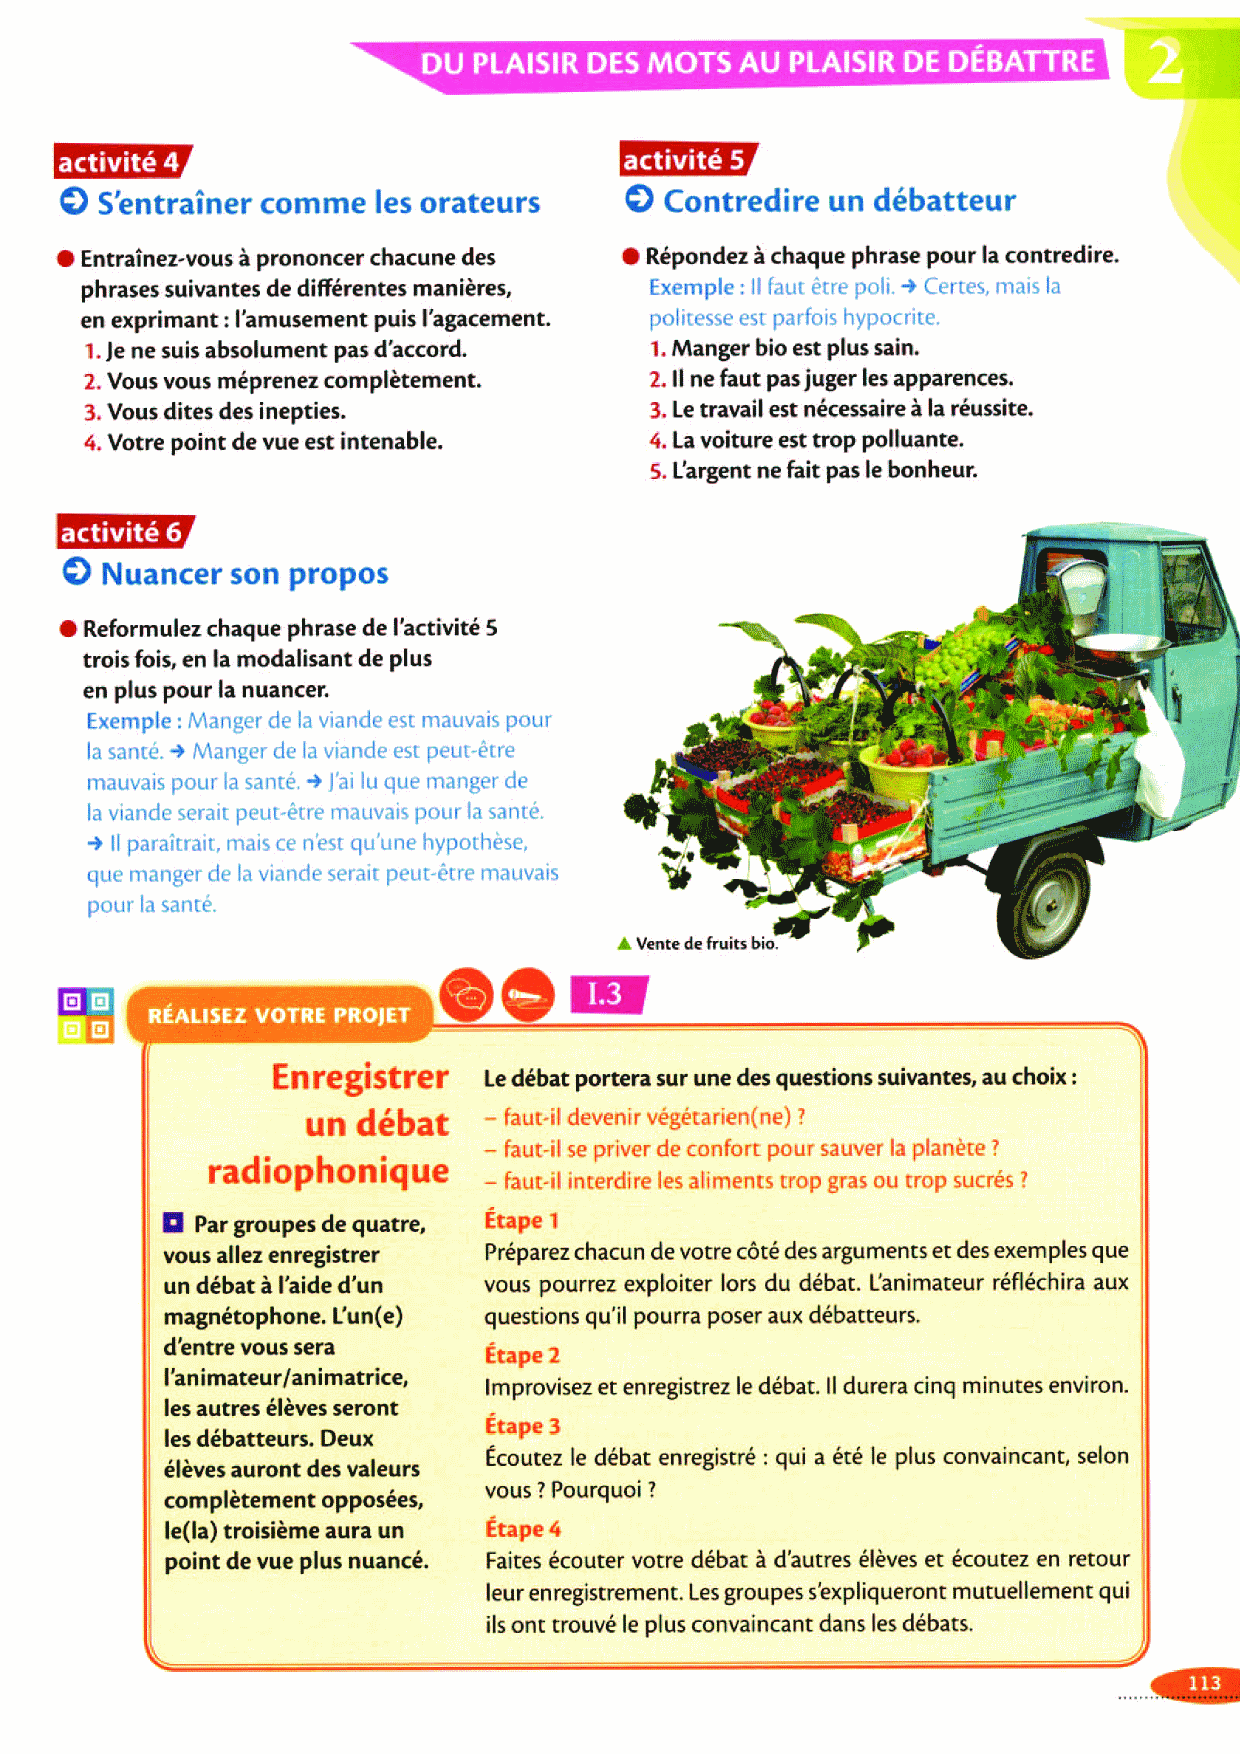 DU PLAISIR DES MOTS AU PLAISIR DE DÉBATTRE
2
activité 4
S'entraîner comme les orateurs
Entraînez-vous à prononcer chacune des
phrases suivantes de différentes manières,
en exprimant : l'amusement puis l'agacement.
1. Je ne suis absolument pas d'accord.
2. Vous vous méprenez complètement.
3. Vous dites des inepties.
4. Votre point de vue est intenable.
activité 5
Contredire un débatteur
Répondez à chaque phrase pour la contredire.
Exemple : Il faut être poli. → Certes, mais la
politesse est parfois hypocrite.
1. Manger bio est plus sain.
2. Il ne faut pas juger les apparences.
3. Le travail est nécessaire à la réussite.
4. La voiture est trop polluante.
5. L'argent ne fait pas le bonheur.
activité 6
Nuancer son propos
Reformulez chaque phrase de l'activité 5
trois fois, en la modalisant de plus
en plus pour la nuancer.
Exemple : Manger de la viande est mauvais pour
la santé. → Manger de la viande est peut-être
mauvais pour la santé. → J'ai lu que manger de
la viande serait peut-être mauvais pour la santé.
→ Il paraîtrait, mais ce n'est qu'une hypothèse,
que manger de la viande serait peut-être mauvais
pour la santé.
▲ Vente de fruits bio.
RÉALISEZ VOTRE PROJET
I.3
Enregistrer
un débat
radiophonique
Par groupes de quatre,
vous allez enregistrer
un débat à l'aide d'un
magnétophone. L'un(e)
d'entre vous sera
l'animateur/animatrice,
les autres élèves seront
les débatteurs. Deux
élèves auront des valeurs
complètement opposées,
le(la) troisième aura un
point de vue plus nuancé.
Le débat portera sur une des questions suivantes, au choix :
– faut-il devenir végétarien(ne) ?
– faut-il se priver de confort pour sauver la planète ?
– faut-il interdire les aliments trop gras ou trop sucrés ?
Étape 1
Préparez chacun de votre côté des arguments et des exemples que
vous pourrez exploiter lors du débat. L'animateur réfléchira aux
questions qu'il pourra poser aux débatteurs.
Étape 2
Improvisez et enregistrez le débat. Il durera cinq minutes environ.
Étape 3
Écoutez le débat enregistré : qui a été le plus convaincant, selon
vous ? Pourquoi ?
Étape 4
Faites écouter votre débat à d'autres élèves et écoutez en retour
leur enregistrement. Les groupes s'expliqueront mutuellement qui
ils ont trouvé le plus convaincant dans les débats.
113